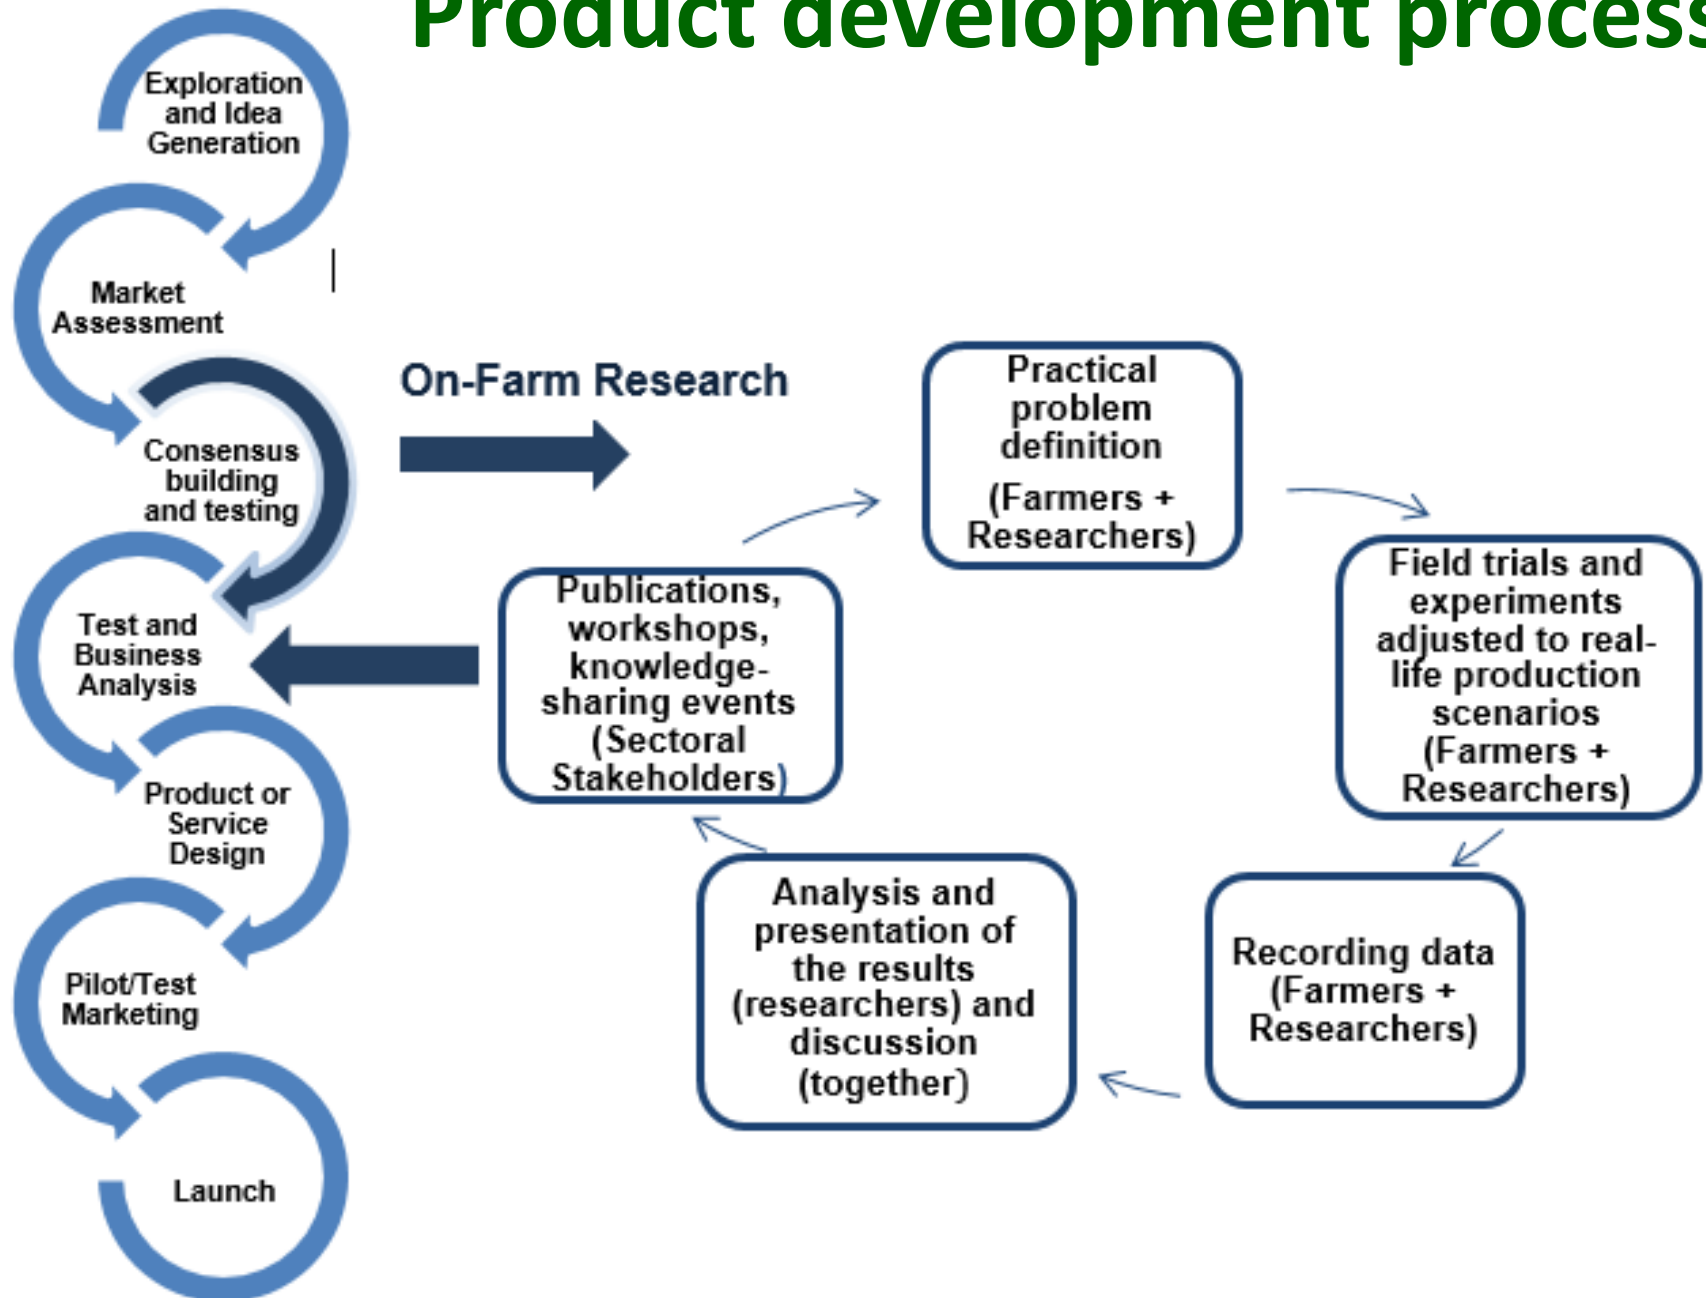 Product development process
Exploration
and Idea
Generation
Market
Assessment
Consensus
building
and testing
Test and
Business
Analysis
Product or
Service
Design
Pilot/Test
Marketing
Launch
On-Farm Research
Practical
problem
definition
(Farmers +
Researchers)
Field trials and
experiments
adjusted to real-
life production
scenarios
(Farmers +
Researchers)
Recording data
(Farmers +
Researchers)
Analysis and
presentation of
the results
(researchers) and
discussion
(together)
Publications,
workshops,
knowledge-
sharing events
(Sectoral
Stakeholders)